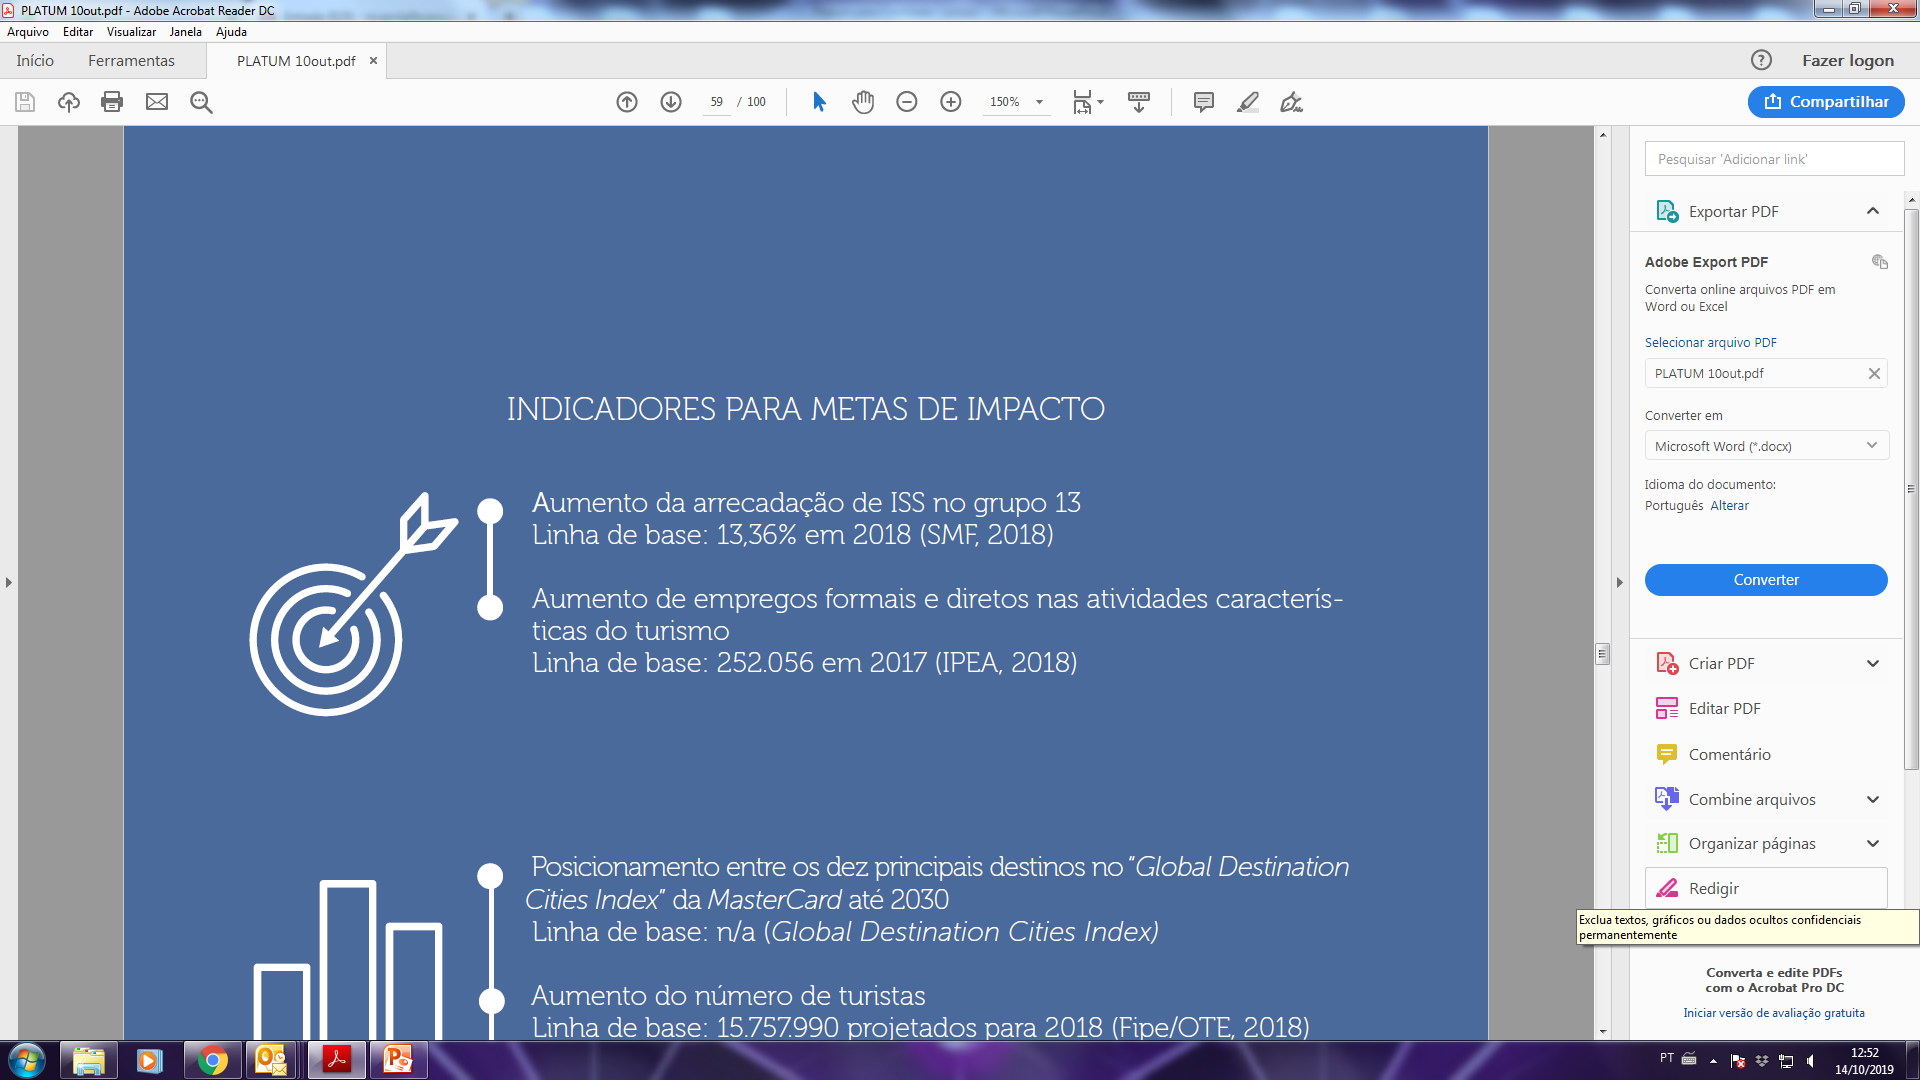 PLATUM 10out.pdf - Adobe Acrobat Reader DC
Arquivo Editar Visualizar Janela Ajuda
Início Ferramentas PLATUM 10out.pdf Fazer logon
59 / 100 150% Compartilhar
INDICADORES PARA METAS DE IMPACTO
Aumento da arrecadação de ISS no grupo 13
Linha de base: 13,36% em 2018 (SMF, 2018)
Aumento de empregos formais e diretos nas atividades caracterís-
ticas do turismo
Linha de base: 252.056 em 2017 (IPEA, 2018)
Posicionamento entre os dez principais destinos no “Global Destination
Cities Index” da MasterCard até 2030
Linha de base: n/a (Global Destination Cities Index)
Aumento do número de turistas
Linha de base: 15.757.990 projetados para 2018 (Fipe/OTE, 2018)
Pesquisar 'Adicionar link'
Exportar PDF
Adobe Export PDF
Converta online arquivos PDF em
Word ou Excel
Selecionar arquivo PDF
PLATUM 10out.pdf
Converter em
Microsoft Word (*.docx)
Idioma do documento:
Português Alterar
Converter
Criar PDF
Editar PDF
Comentário
Combine arquivos
Organizar páginas
Redigir
Exclua textos, gráficos ou dados ocultos confidenciais
permanentemente
Converta e edite PDFs
com o Acrobat Pro DC
Iniciar versão de avaliação gratuita
PT
12:52
14/10/2019